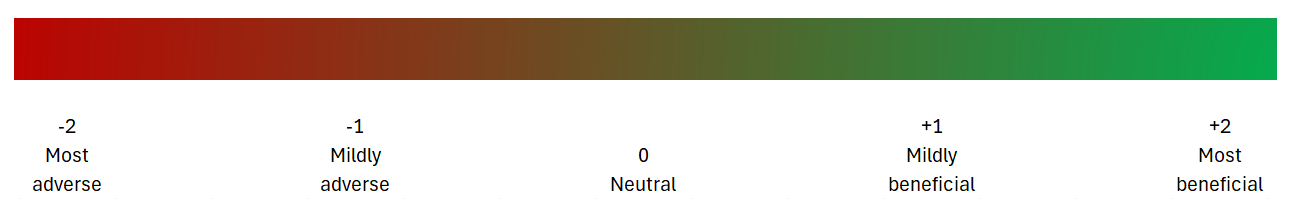 -2
Most
adverse
-1
Mildly
adverse
0
Neutral
+1
Mildly
beneficial
+2
Most
beneficial